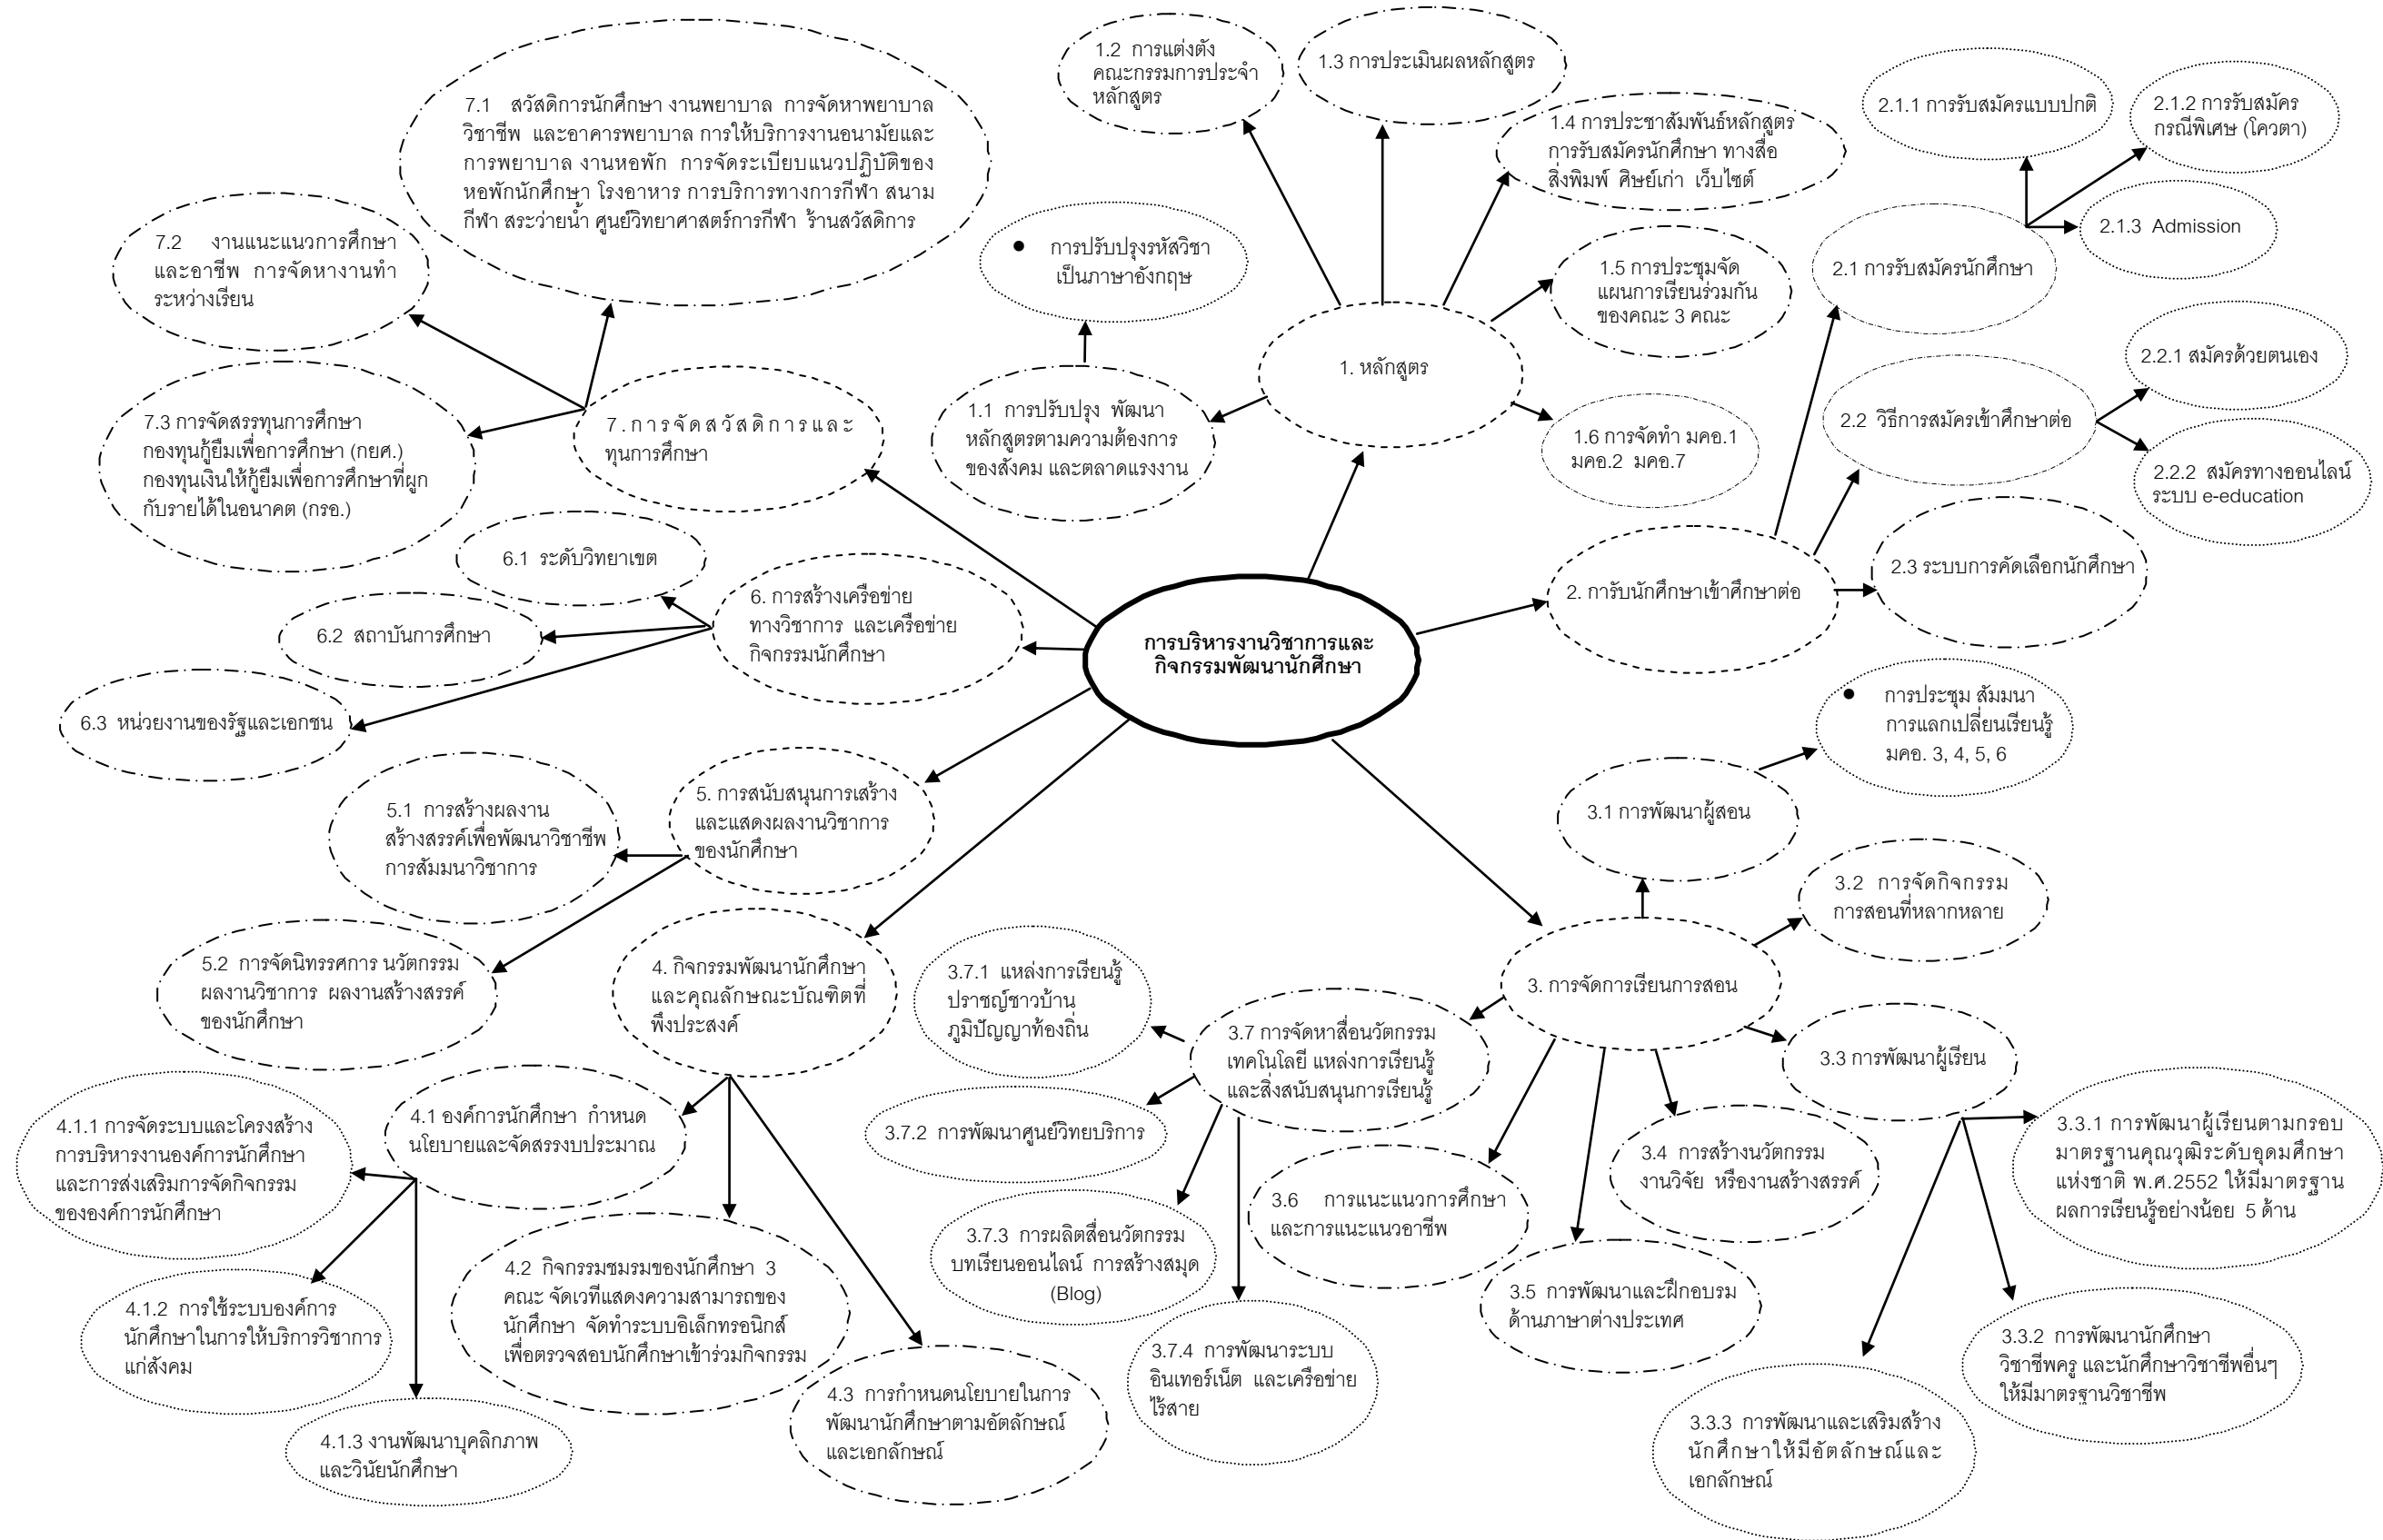 การบริหารงานวิชาการและ
กิจกรรมพัฒนานักศึกษา
1. หลักสูตร
1.1 การปรับปรุง พัฒนา
หลักสูตรตามความต้องการ
ของสังคม และตลาดแรงงาน
● การปรับปรุงรหัสวิชา
เป็นภาษาอังกฤษ
1.2 การแต่งตั้ง
คณะกรรมการประจำ
หลักสูตร
1.3 การประเมินผลหลักสูตร
1.4 การประชาสัมพันธ์หลักสูตร
การรับสมัครนักศึกษา ทางสื่อ
สิ่งพิมพ์ ศิษย์เก่า เว็บไซต์
1.5 การประชุมจัด
แผนการเรียนร่วมกัน
ของคณะ 3 คณะ
1.6 การจัดทำ มคอ.1
มคอ.2 มคอ.7
2. การับนักศึกษาเข้าศึกษาต่อ
2.1 การรับสมัครนักศึกษา
2.1.1 การรับสมัครแบบปกติ
2.1.2 การรับสมัคร
กรณีพิเศษ (โควตา)
2.1.3 Admission
2.2 วิธีการสมัครเข้าศึกษาต่อ
2.2.1 สมัครด้วยตนเอง
2.2.2 สมัครทางออนไลน์
ระบบ e-education
2.3 ระบบการคัดเลือกนักศึกษา
3. การจัดการเรียนการสอน
3.1 การพัฒนาผู้สอน
● การประชุม สัมมนา
การแลกเปลี่ยนเรียนรู้
มคอ. 3, 4, 5, 6
3.2 การจัดกิจกรรม
การสอนที่หลากหลาย
3.3 การพัฒนาผู้เรียน
3.3.1 การพัฒนาผู้เรียนตามกรอบ
มาตรฐานคุณวุฒิระดับอุดมศึกษา
แห่งชาติ พ.ศ.2552 ให้มีมาตรฐาน
ผลการเรียนรู้อย่างน้อย 5 ด้าน
3.3.2 การพัฒนานักศึกษา
วิชาชีพครู และนักศึกษาวิชาชีพอื่นๆ
ให้มีมาตรฐานวิชาชีพ
3.3.3 การพัฒนาและเสริมสร้าง
นักศึกษาให้มีอัตลักษณ์และ
เอกลักษณ์
3.4 การสร้างนวัตกรรม
งานวิจัย หรืองานสร้างสรรค์
3.5 การพัฒนาและฝึกอบรม
ด้านภาษาต่างประเทศ
3.6 การแนะแนวการศึกษา
และการแนะแนวอาชีพ
3.7 การจัดหาสื่อนวัตกรรม
เทคโนโลยี แหล่งการเรียนรู้
และสิ่งสนับสนุนการเรียนรู้
3.7.1 แหล่งการเรียนรู้
ปราชญ์ชาวบ้าน
ภูมิปัญญาท้องถิ่น
3.7.2 การพัฒนาศูนย์วิทยบริการ
3.7.3 การผลิตสื่อนวัตกรรม
บทเรียนออนไลน์ การสร้างสมุด
(Blog)
3.7.4 การพัฒนาระบบ
อินเทอร์เน็ต และเครือข่าย
ไร้สาย
4. กิจกรรมพัฒนานักศึกษา
และคุณลักษณะบัณฑิตที่
พึงประสงค์
4.1 องค์การนักศึกษา กำหนด
นโยบายและจัดสรรงบประมาณ
4.1.1 การจัดระบบและโครงสร้าง
การบริหารงานองค์การนักศึกษา
และการส่งเสริมการจัดกิจกรรม
ขององค์การนักศึกษา
4.1.2 การใช้ระบบองค์การ
นักศึกษาในการให้บริการวิชาการ
แก่สังคม
4.1.3 งานพัฒนาบุคลิกภาพ
และวินัยนักศึกษา
4.2 กิจกรรมชมรมของนักศึกษา 3
คณะ จัดเวทีแสดงความสามารถของ
นักศึกษา จัดทำระบบอิเล็กทรอนิกส์
เพื่อตรวจสอบนักศึกษาเข้าร่วมกิจกรรม
4.3 การกำหนดนโยบายในการ
พัฒนานักศึกษาตามอัตลักษณ์
และเอกลักษณ์
5. การสนับสนุนการเสร้าง
และแสดงผลงานวิชาการ
ของนักศึกษา
5.1 การสร้างผลงาน
สร้างสรรค์เพื่อพัฒนาวิชาชีพ
การสัมมนาวิชาการ
5.2 การจัดนิทรรศการ นวัตกรรม
ผลงานวิชาการ ผลงานสร้างสรรค์
ของนักศึกษา
6. การสร้างเครือข่าย
ทางวิชาการ และเครือข่าย
กิจกรรมนักศึกษา
6.1 ระดับวิทยาเขต
6.2 สถาบันการศึกษา
6.3 หน่วยงานของรัฐและเอกชน
7. การจัดสวัสดิการและ
ทุนการศึกษา
7.1 สวัสดิการนักศึกษา งานพยาบาล การจัดหาพยาบาล
วิชาชีพ และอาคารพยาบาล การให้บริการงานอนามัยและ
การพยาบาล งานหอพัก การจัดระเบียบแนวปฏิบัติของ
หอพักนักศึกษา โรงอาหาร การบริการทางการกีฬา สนาม
กีฬา สระว่ายน้ำ ศูนย์วิทยาศาสตร์การกีฬา ร้านสวัสดิการ
7.2 งานแนะแนวการศึกษา
และอาชีพ การจัดหางานทำ
ระหว่างเรียน
7.3 การจัดสรรทุนการศึกษา
กองทุนกู้ยืมเพื่อการศึกษา (กยศ.)
กองทุนเงินให้กู้ยืมเพื่อการศึกษาที่ผูก
กับรายได้ในอนาคต (กรอ.)